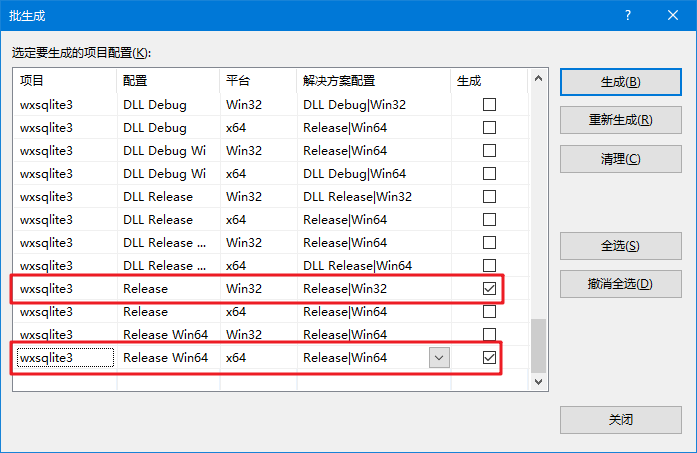 批生成
选定要生成的项目配置(K):
项目 配置 平台 解决方案配置 生成
wxsqlite3 DLL Debug Win32 DLL Debug|Win32
wxsqlite3 DLL Debug x64 Release|Win64
wxsqlite3 DLL Debug Wi Win32 Release|Win64
wxsqlite3 DLL Debug Wi x64 DLL Debug|Win64
wxsqlite3 DLL Release Win32 DLL Release|Win32
wxsqlite3 DLL Release x64 Release|Win64
wxsqlite3 DLL Release ... Win32 Release|Win64
wxsqlite3 DLL Release ... x64 DLL Release|Win64
wxsqlite3 Release Win32 Release|Win32
wxsqlite3 Release x64 Release|Win64
wxsqlite3 Release Win64 Win32 Release|Win64
wxsqlite3 Release Win64 x64 Release|Win64
生成(B)
重新生成(R)
清理(C)
全选(S)
撤消全选(D)
关闭